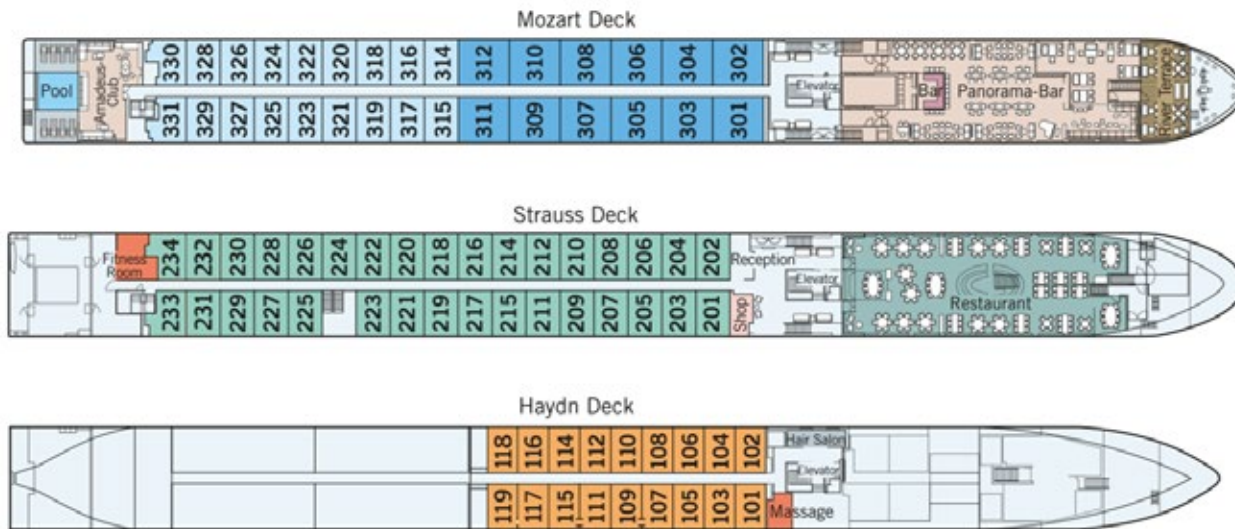 Mozart Deck
330 328 326 324 322 320 318 316 314 312 310 308 306 304 302
Pool
Amadeus-
Club
Elevator
Bar
Panorama-Bar
River Terrace
331 329 327 325 323 321 319 317 315 311 309 307 305 303 301
Strauss Deck
Fitness
Room
234 232 230 228 226 224 222 220 218 216 214 212 210 208 206 204 202
Reception
Elevator
Restaurant
233 231 229 227 225 223 221 219 217 215 211 209 207 205 203 201
Shop
Haydn Deck
118 116 114 112 110 108 106 104 102
Hair Salon
Elevator
119 117 115 111 109 107 105 103 101
Massage